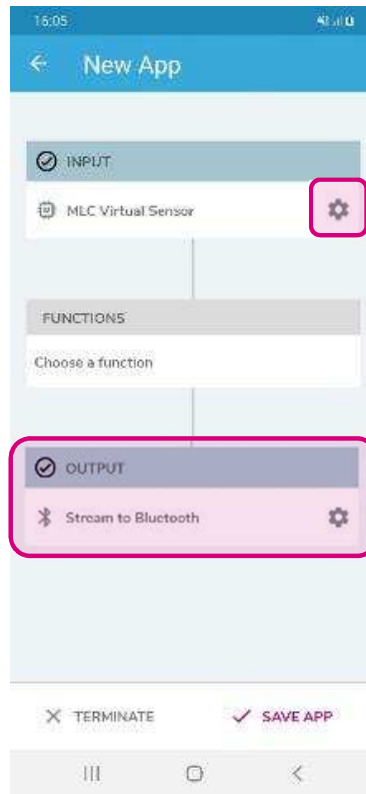 16:05
New App
INPUT
MLC Virtual Sensor
FUNCTIONS
Choose a function
OUTPUT
Stream to Bluetooth
TERMINATE
SAVE APP